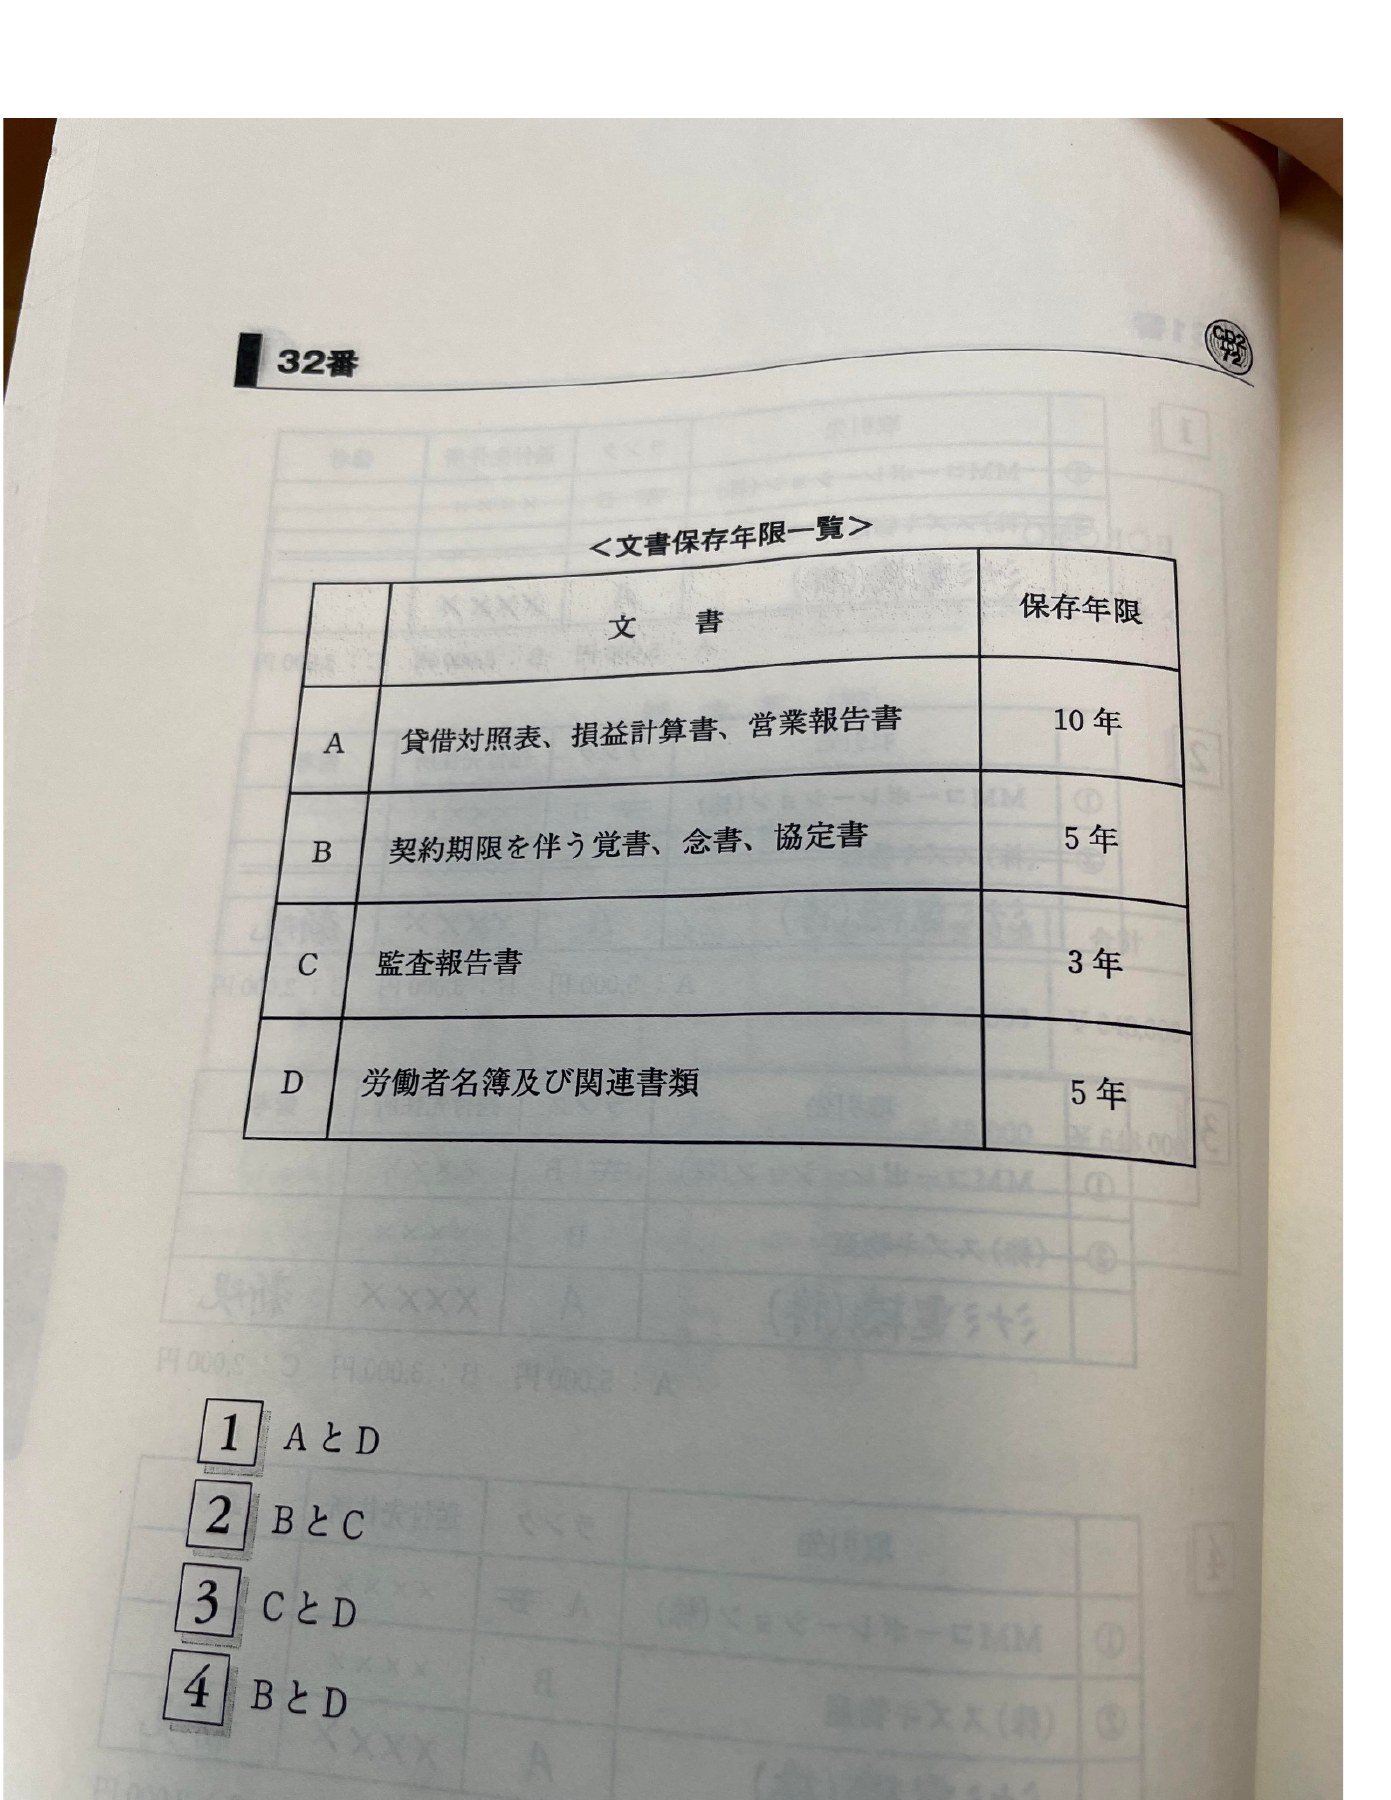 32番
CD2
72
＜文書保存年限一覧＞
文　書　保存年限
A　貸借対照表、損益計算書、営業報告書　10年
B　契約期限を伴う覚書、念書、協定書　5年
C　監査報告書　3年
D　労働者名簿及び関連書類　5年
1　AとD
2　BとC
3　CとD
4　BとD